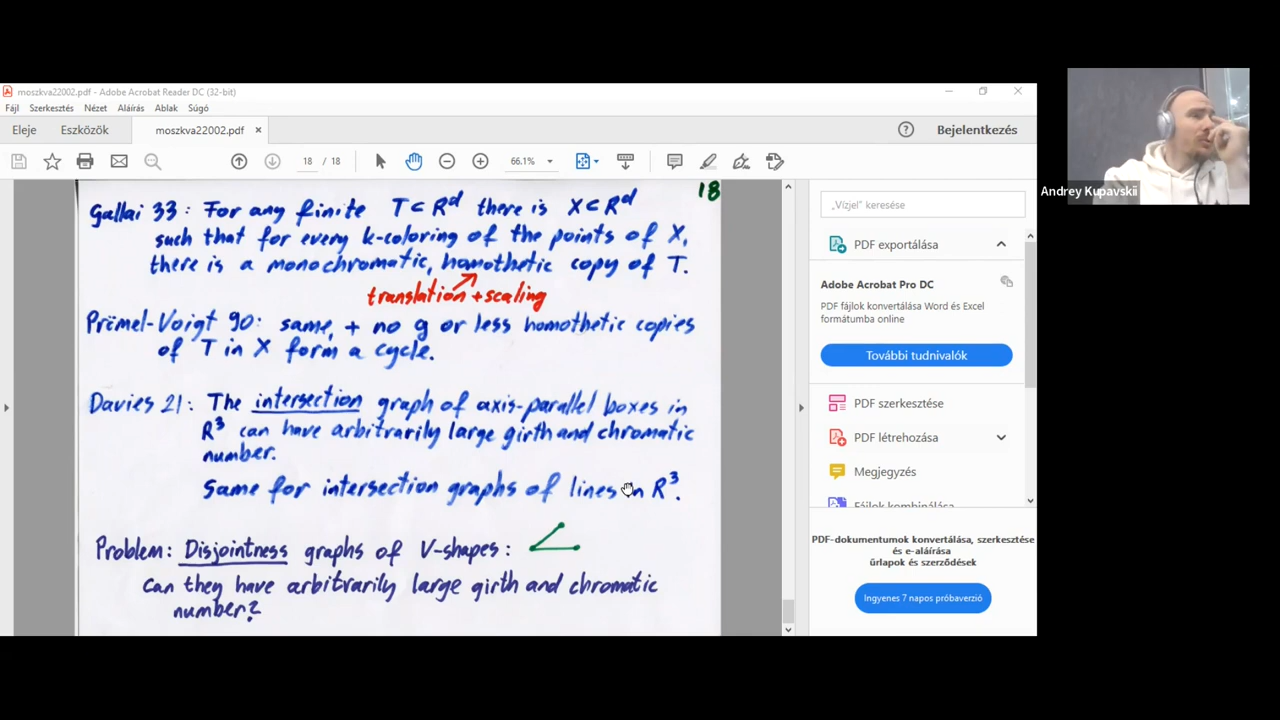 moszkva22002.pdf - Adobe Acrobat Reader DC (32-bit)
Fájl Szerkesztés Nézet Aláírás Ablak Súgó
Eleje Eszközök moszkva22002.pdf × Bejelentkezés
18 / 18 66.1%
18
Gallai 33: For any finite T⊂R^d there is X⊂R^d
such that for every k-coloring of the points of X,
there is a monochromatic, homothetic copy of T.
translation + scaling
Prömel-Voigt 90: same, + no g or less homothetic copies
of T in X form a cycle.
Davies 21: The intersection graph of axis-parallel boxes in
R³ can have arbitrarily large girth and chromatic
number.
Same for intersection graphs of lines in R³.
Problem: Disjointness graphs of V-shapes:
can they have arbitrarily large girth and chromatic
number?
„Vízjel” keresése
PDF exportálása
Adobe Acrobat Pro DC
PDF fájlok konvertálása Word és Excel
formátumba online
További tudnivalók
PDF szerkesztése
PDF létrehozása
Megjegyzés
Fájlok kombinálása
PDF-dokumentumok konvertálása, szerkesztése
és e-aláírása
űrlapok és szerződések
Ingyenes 7 napos próbaverzió
Andrey Kupavskii